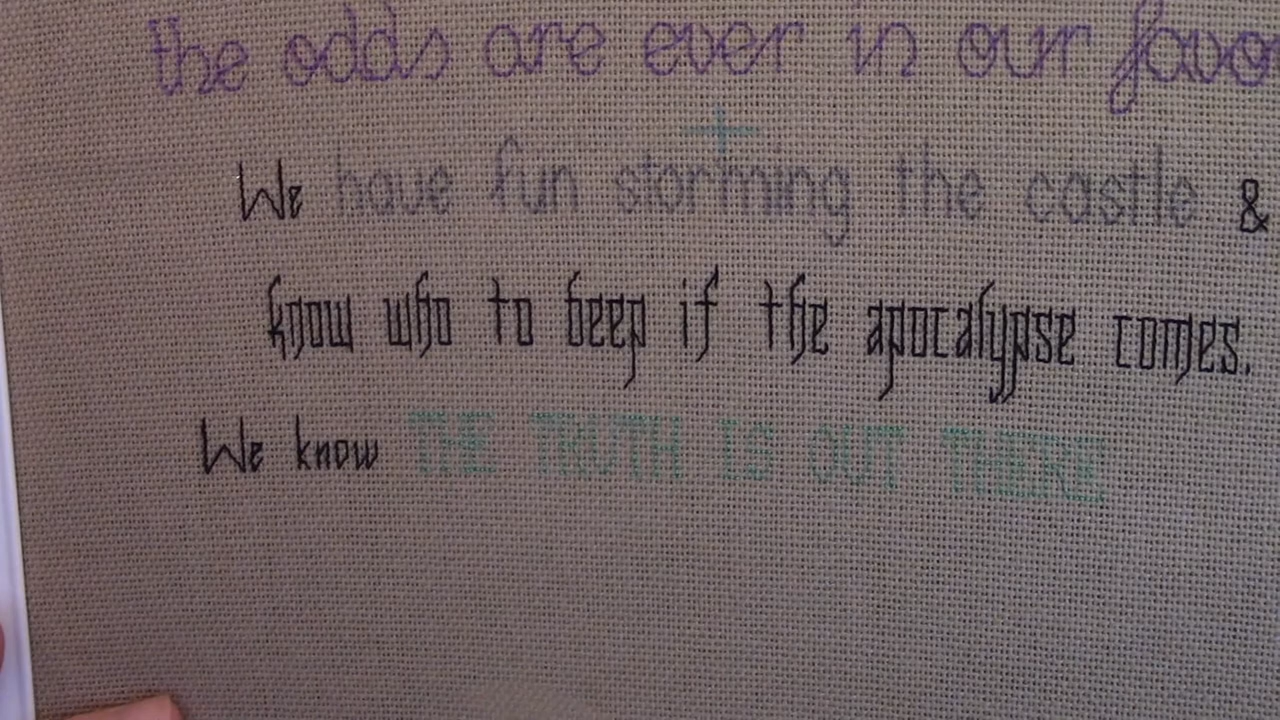 the odds are ever in our favo
We have fun storming the castle &
know who to beep if the apocalypse comes.
We know THE TRUTH IS OUT THERE